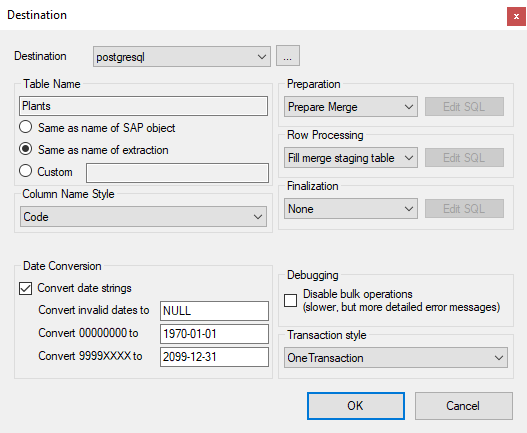 Destination
x
Destination
postgresql
...
Table Name
Plants
Same as name of SAP object
Same as name of extraction
Custom
Column Name Style
Code
Preparation
Prepare Merge
Edit SQL
Row Processing
Fill merge staging table
Edit SQL
Finalization
None
Edit SQL
Date Conversion
Convert date strings
Convert invalid dates to NULL
Convert 00000000 to 1970-01-01
Convert 9999XXXX to 2099-12-31
Debugging
Disable bulk operations
(slower, but more detailed error messages)
Transaction style
OneTransaction
OK
Cancel